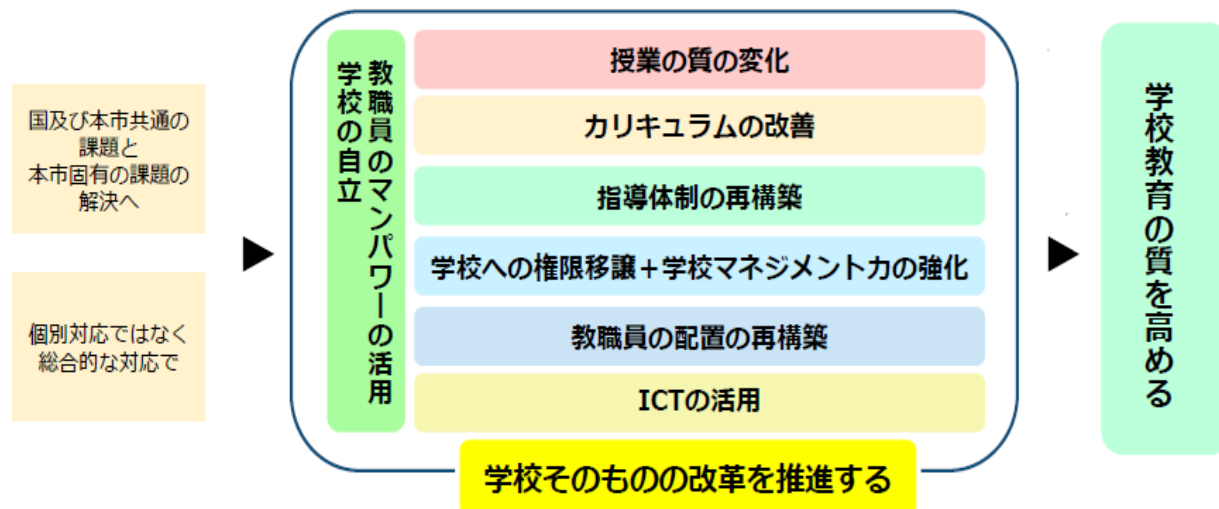 国及び本市共通の
課題と
本市固有の課題の
解決へ
個別対応ではなく
総合的な対応で
教職員のマンパワーの活用
学校の自立
授業の質の変化
カリキュラムの改善
指導体制の再構築
学校への権限移譲＋学校マネジメント力の強化
教職員の配置の再構築
ICTの活用
学校そのものの改革を推進する
学校教育の質を高める